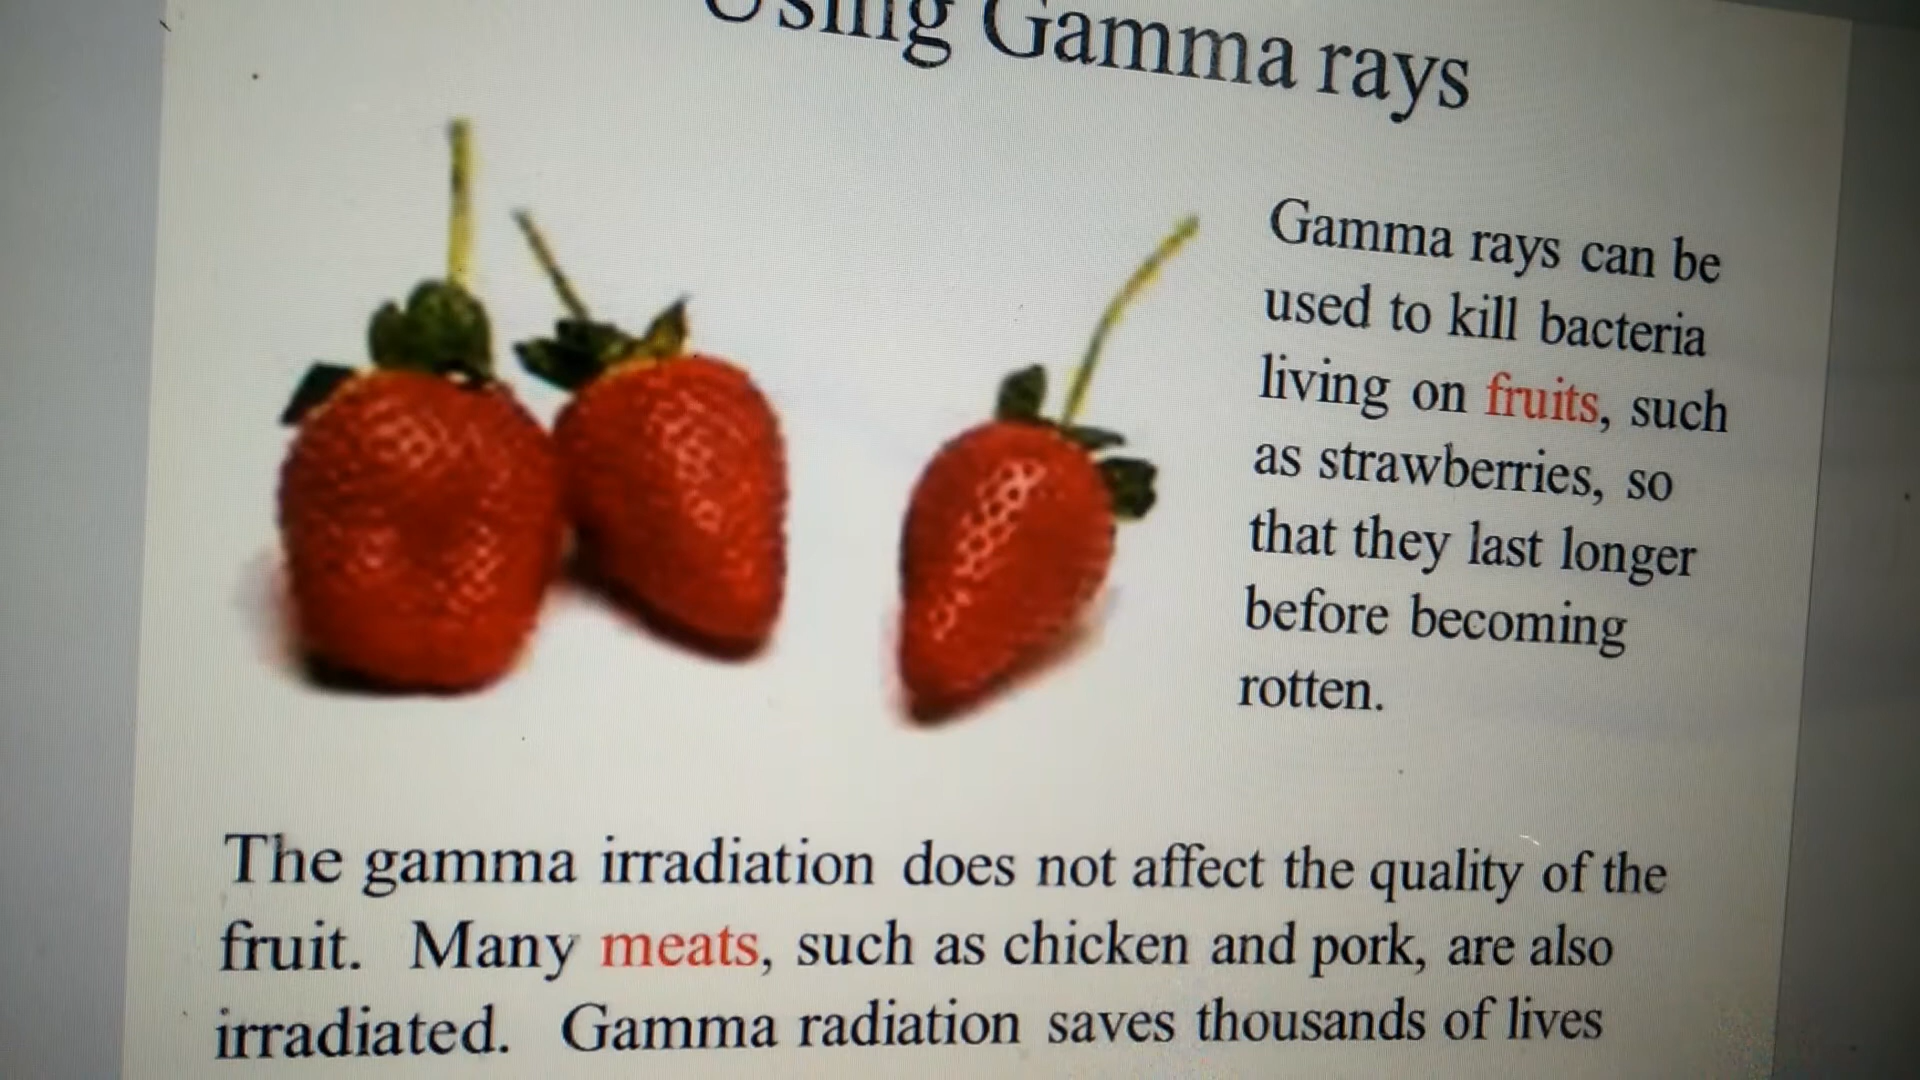 Using Gamma rays
Gamma rays can be
used to kill bacteria
living on fruits, such
as strawberries, so
that they last longer
before becoming
rotten.
The gamma irradiation does not affect the quality of the
fruit. Many meats, such as chicken and pork, are also
irradiated. Gamma radiation saves thousands of lives